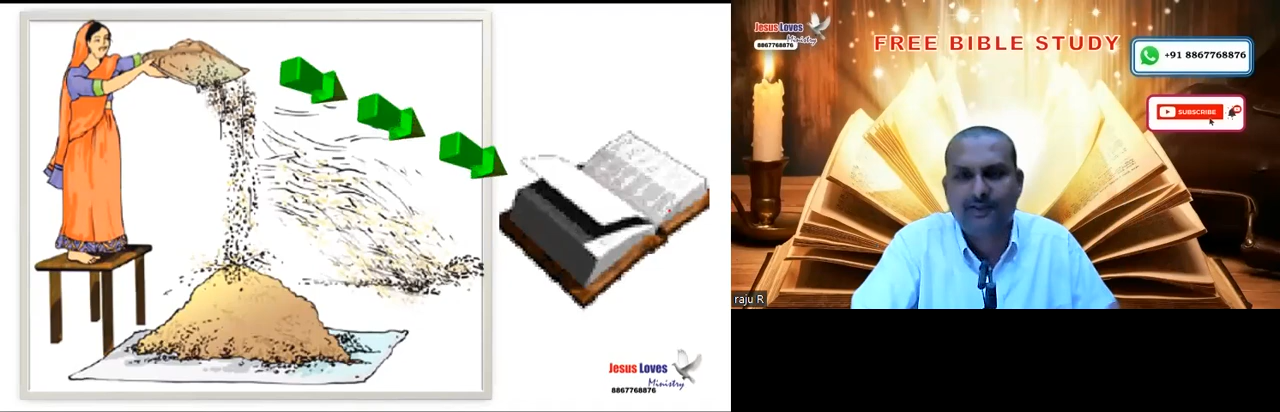 Jesus Loves
Ministry
8867768876
Jesus Loves
Ministry
8867768876
FREE BIBLE STUDY
+91 8867768876
SUBSCRIBE
raju R